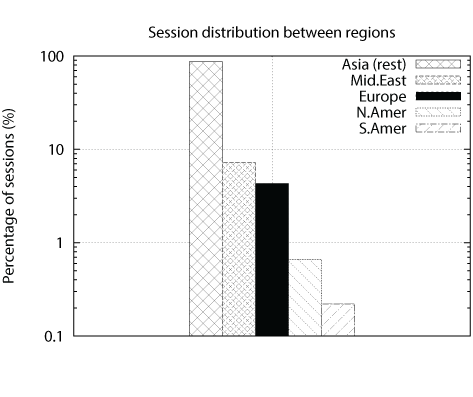 Session distribution between regions
Percentage of sessions (%)
100
10
1
0.1
Asia (rest)
Mid.East
Europe
N.Amer
S.Amer